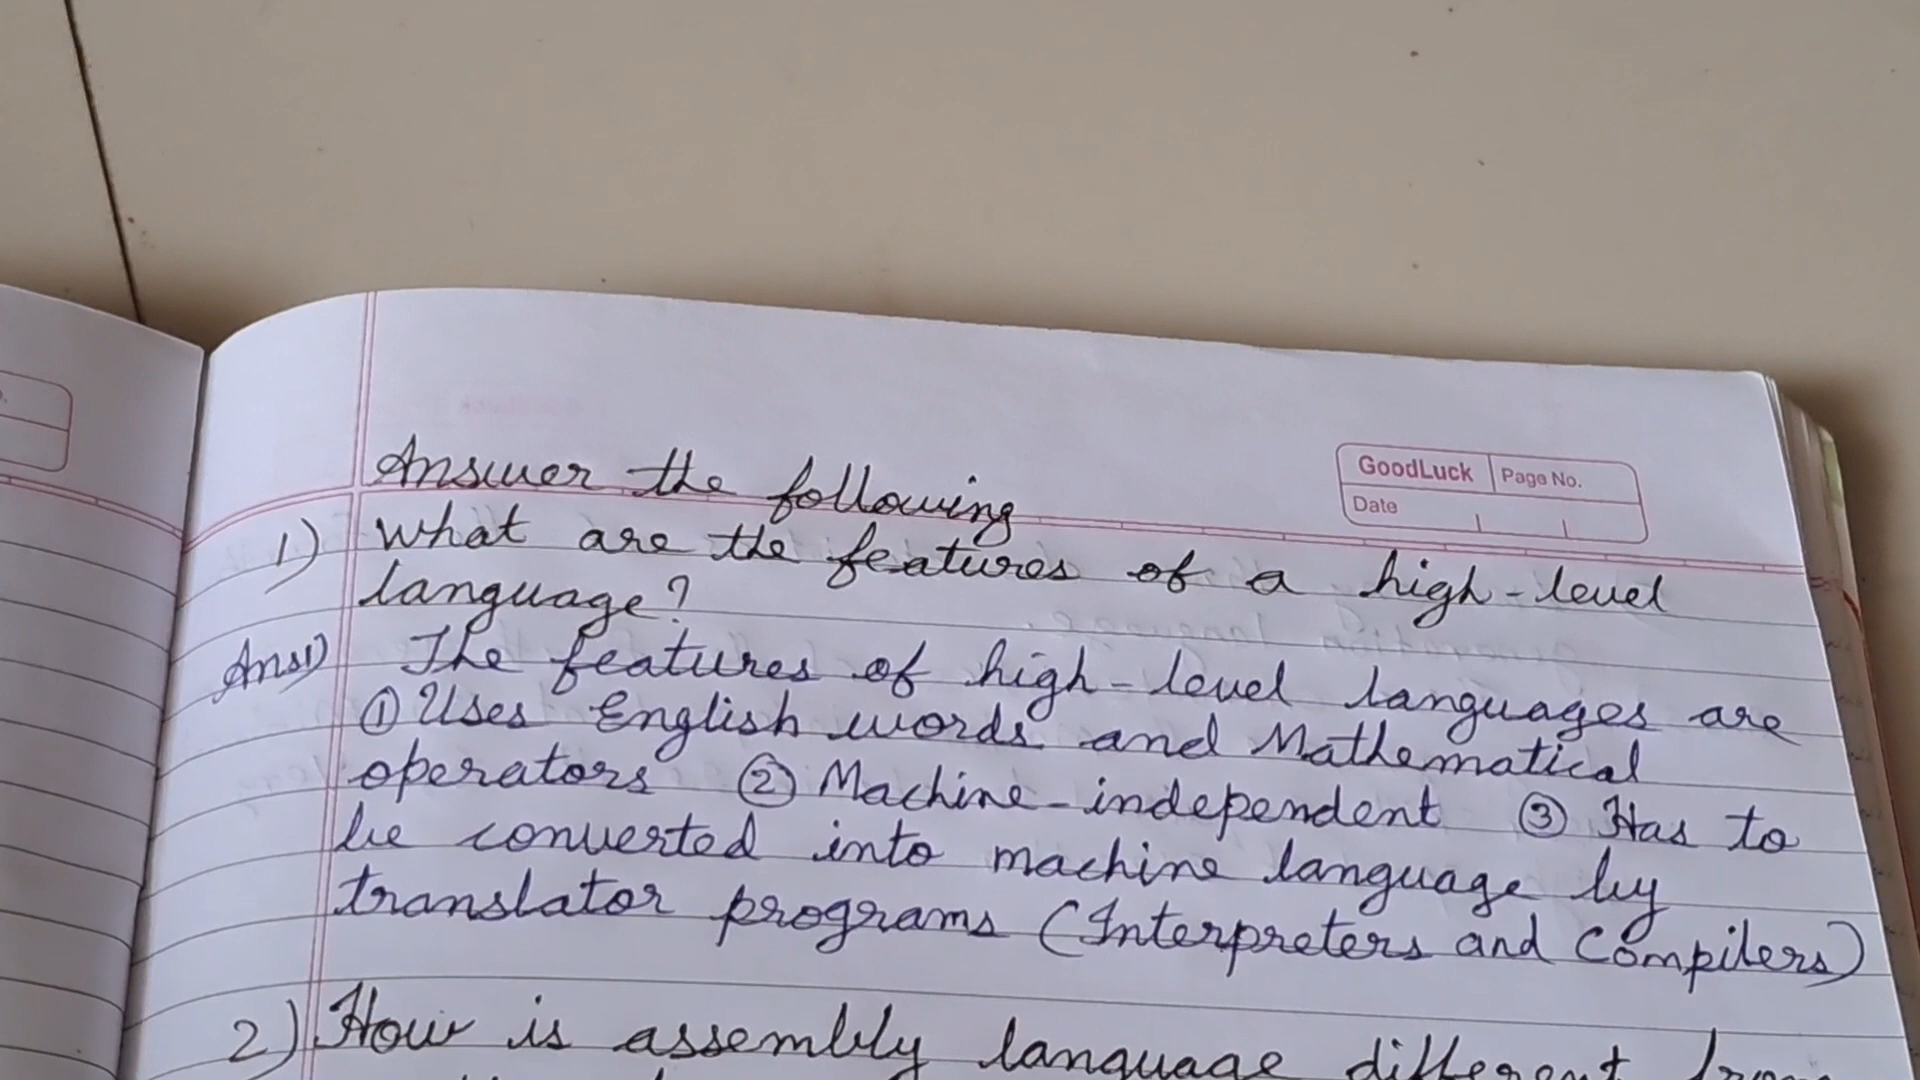 GoodLuck Page No.
Date
Answer the following
1) What are the features of a high-level
language?
Ans1) The features of high-level languages are
① Uses English words and Mathematical
operators ② Machine-independent ③ Has to
be converted into machine language by
translator programs (Interpreters and Compilers)
2) How is assembly language different from